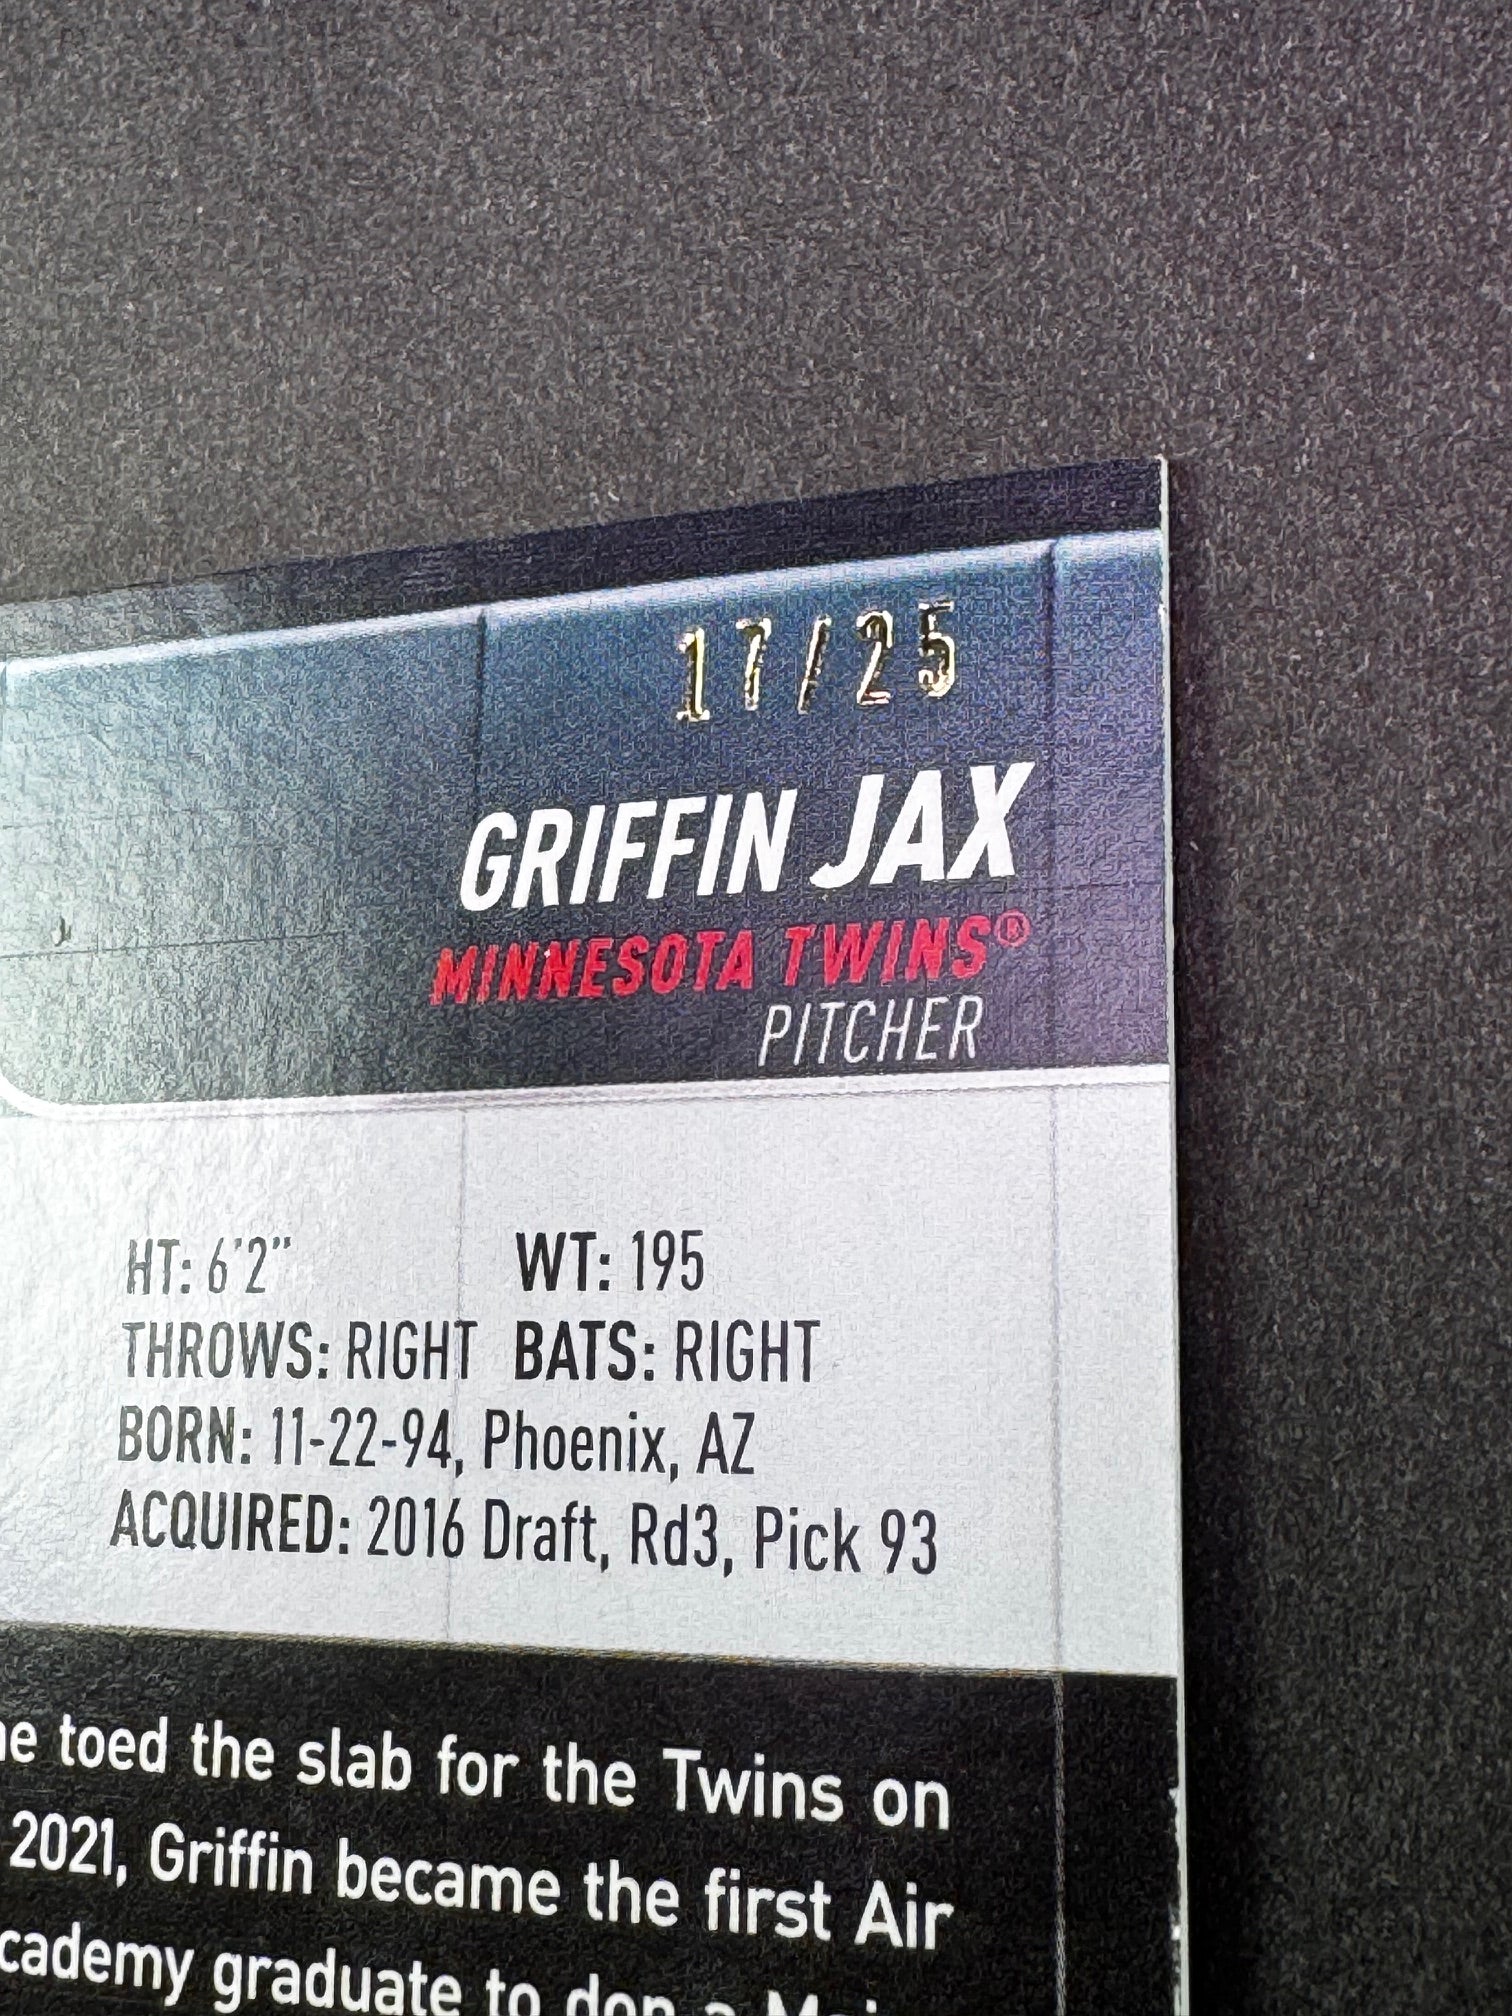 17/25
GRIFFIN JAX
MINNESOTA TWINS®
PITCHER
HT: 6'2" WT: 195
THROWS: RIGHT BATS: RIGHT
BORN: 11-22-94, Phoenix, AZ
ACQUIRED: 2016 Draft, Rd3, Pick 93
toed the slab for the Twins on
2021, Griffin became the first Air
graduate to don a